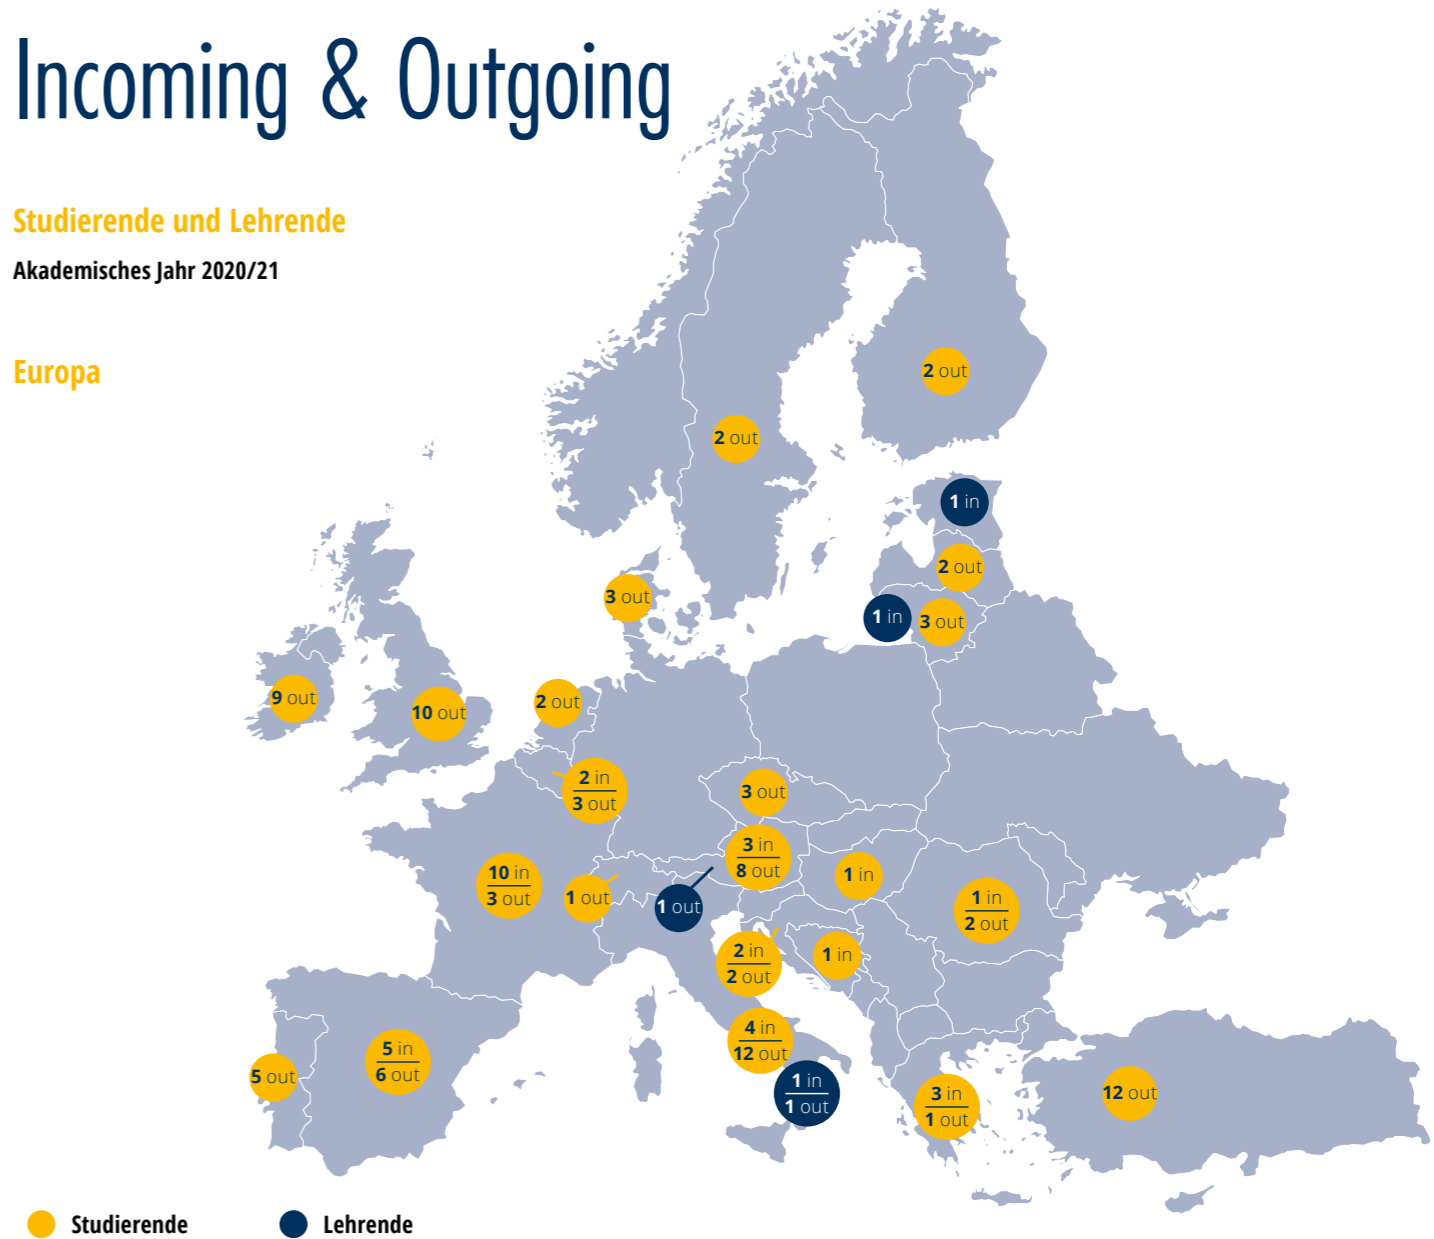 Incoming & Outgoing
Studierende und Lehrende
Akademisches Jahr 2020/21
Europa
2 out
2 out
1 in
2 out
3 out
1 in
3 out
9 out
10 out
2 out
2 in
3 out
3 out
3 in
8 out
10 in
3 out
1 out
1 out
1 in
1 in
2 out
2 in
2 out
1 in
4 in
12 out
5 in
6 out
5 out
1 in
1 out
3 in
1 out
12 out
Studierende
Lehrende